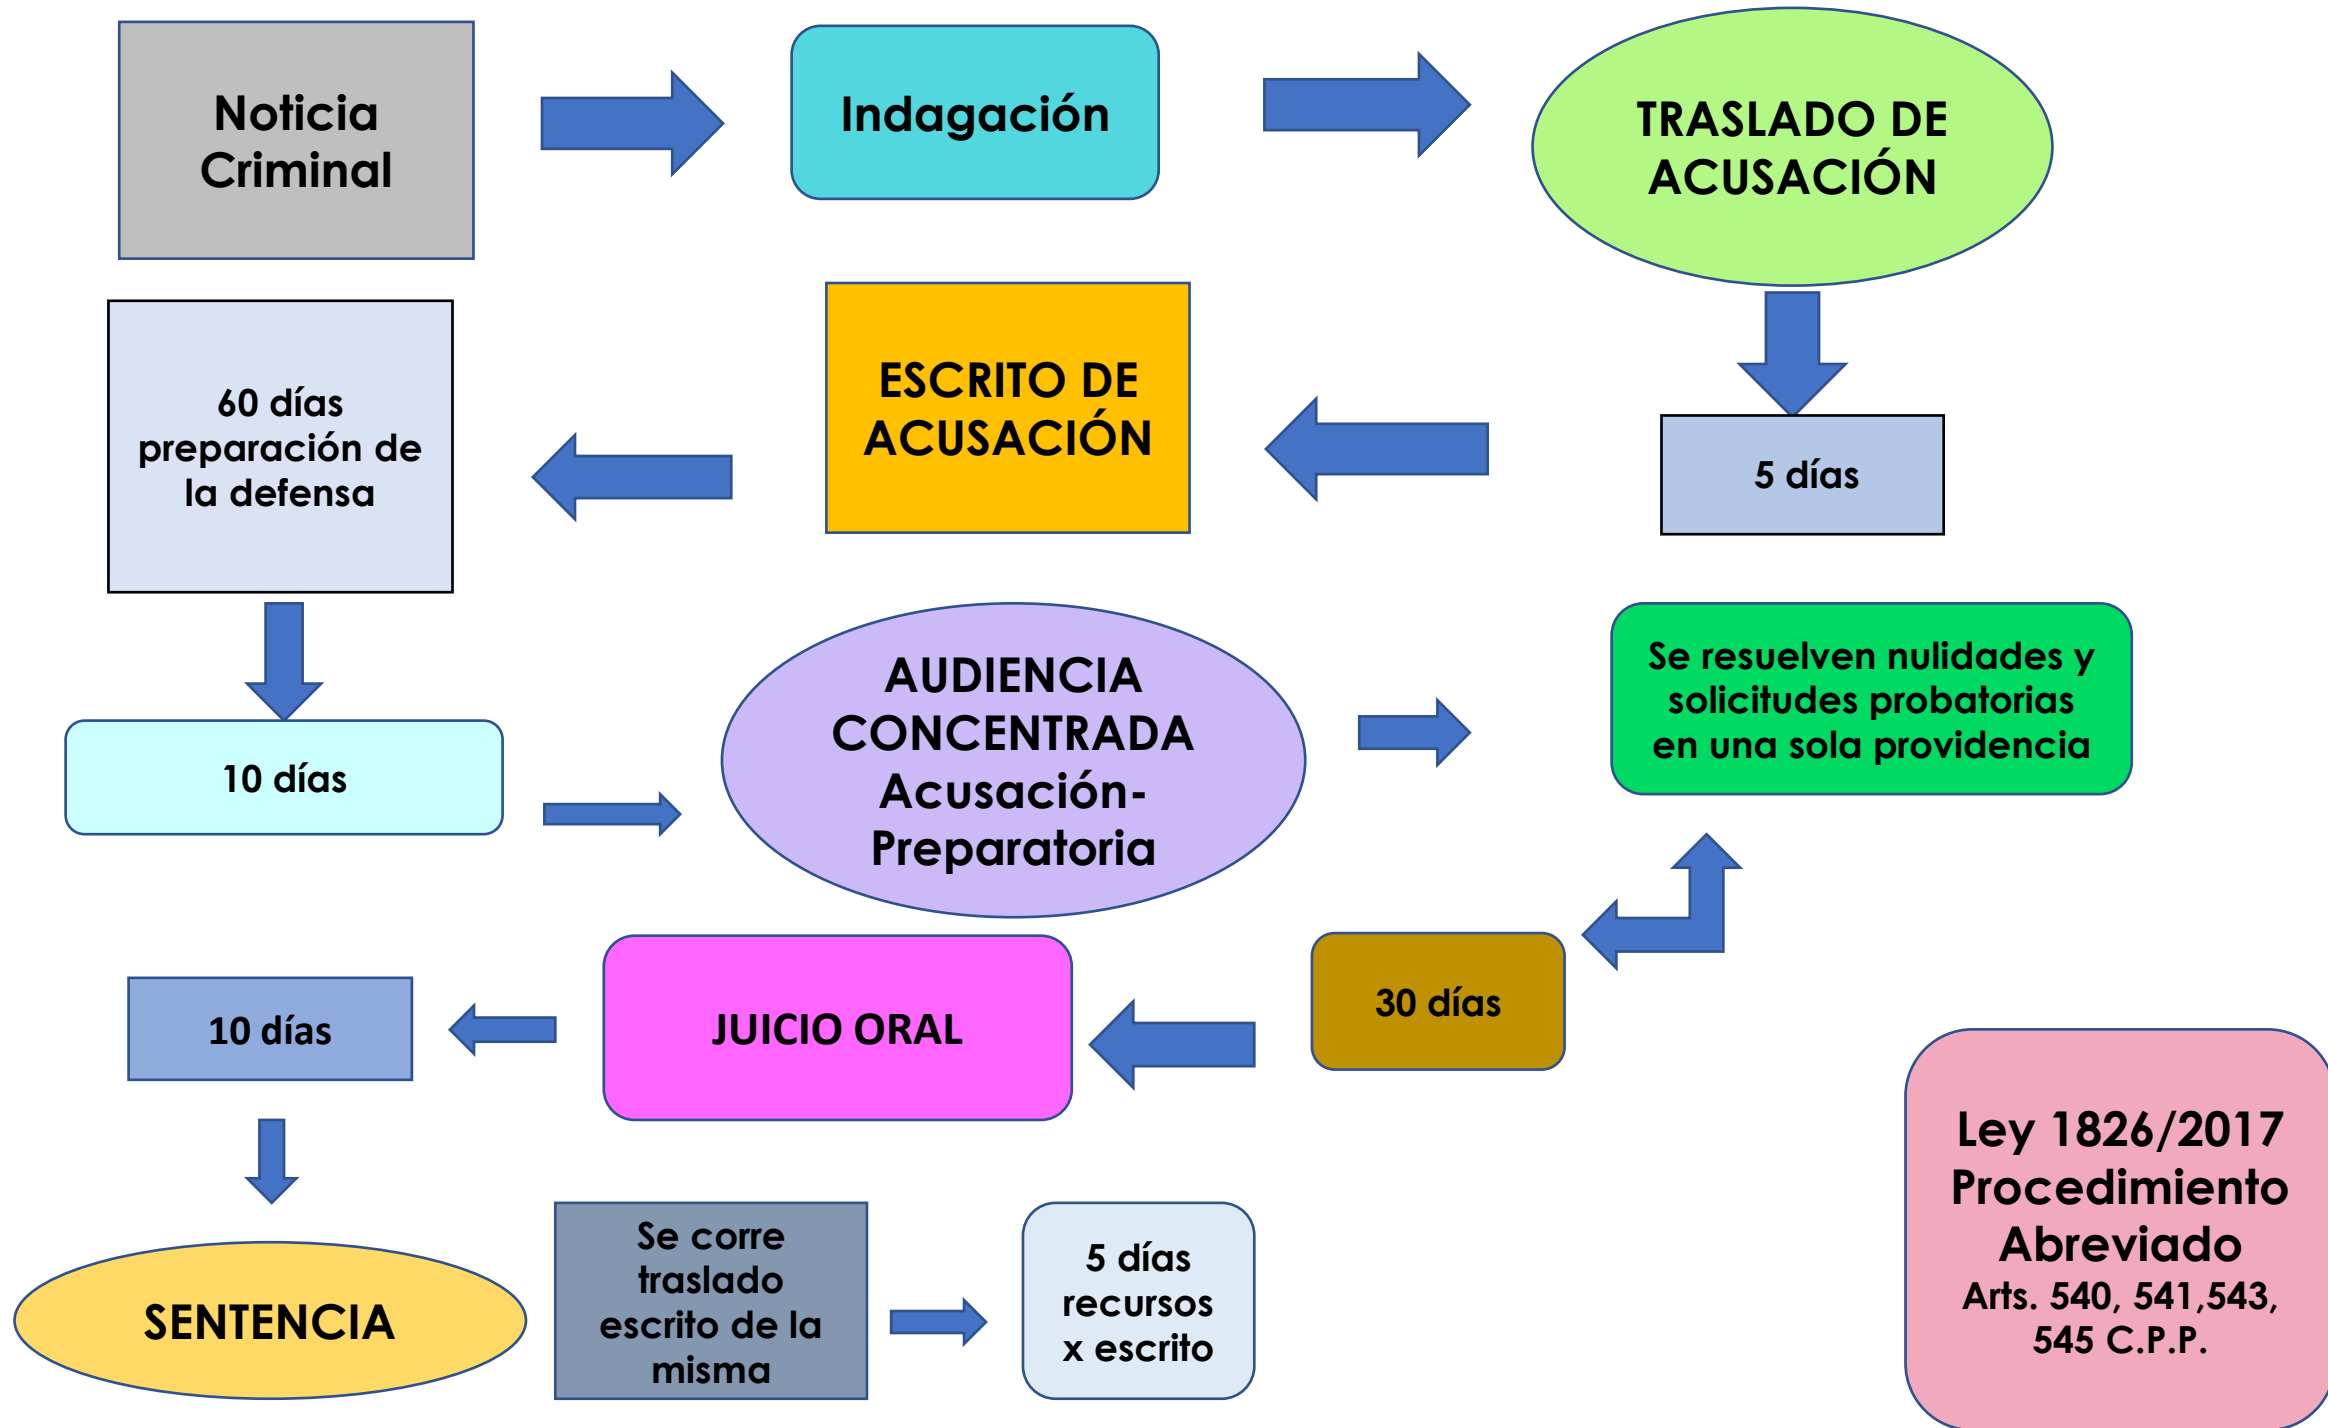 Noticia
Criminal
Indagación
TRASLADO DE
ACUSACIÓN
5 días
ESCRITO DE
ACUSACIÓN
60 días
preparación de
la defensa
10 días
AUDIENCIA
CONCENTRADA
Acusación-
Preparatoria
Se resuelven nulidades y
solicitudes probatorias
en una sola providencia
30 días
JUICIO ORAL
10 días
SENTENCIA
Se corre
traslado
escrito de la
misma
5 días
recursos
x escrito
Ley 1826/2017
Procedimiento
Abreviado
Arts. 540, 541,543,
545 C.P.P.